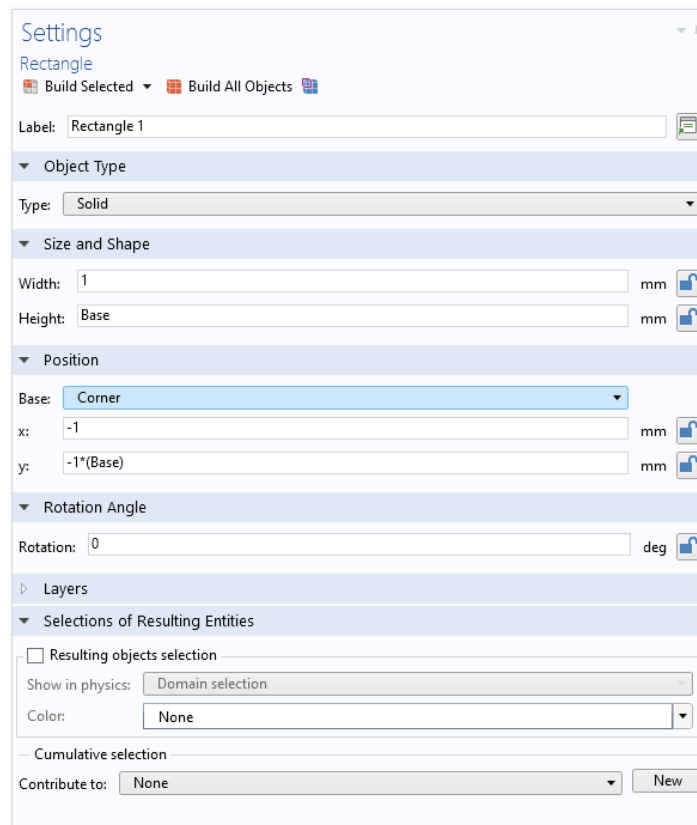 Settings
Rectangle
Build Selected Build All Objects
Label: Rectangle 1
Object Type
Type: Solid
Size and Shape
Width: 1 mm
Height: Base mm
Position
Base: Corner
x: -1 mm
y: -1*(Base) mm
Rotation Angle
Rotation: 0 deg
Layers
Selections of Resulting Entities
Resulting objects selection
Show in physics: Domain selection
Color: None
Cumulative selection
Contribute to: None New